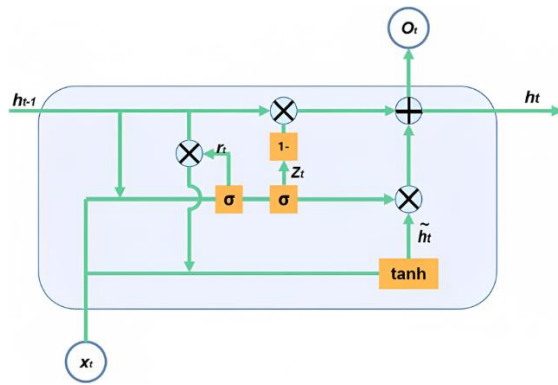 Oₜ
hₜ₋₁
hₜ
rₜ
1-
Zₜ
σ
σ
h̃ₜ
tanh
xₜ